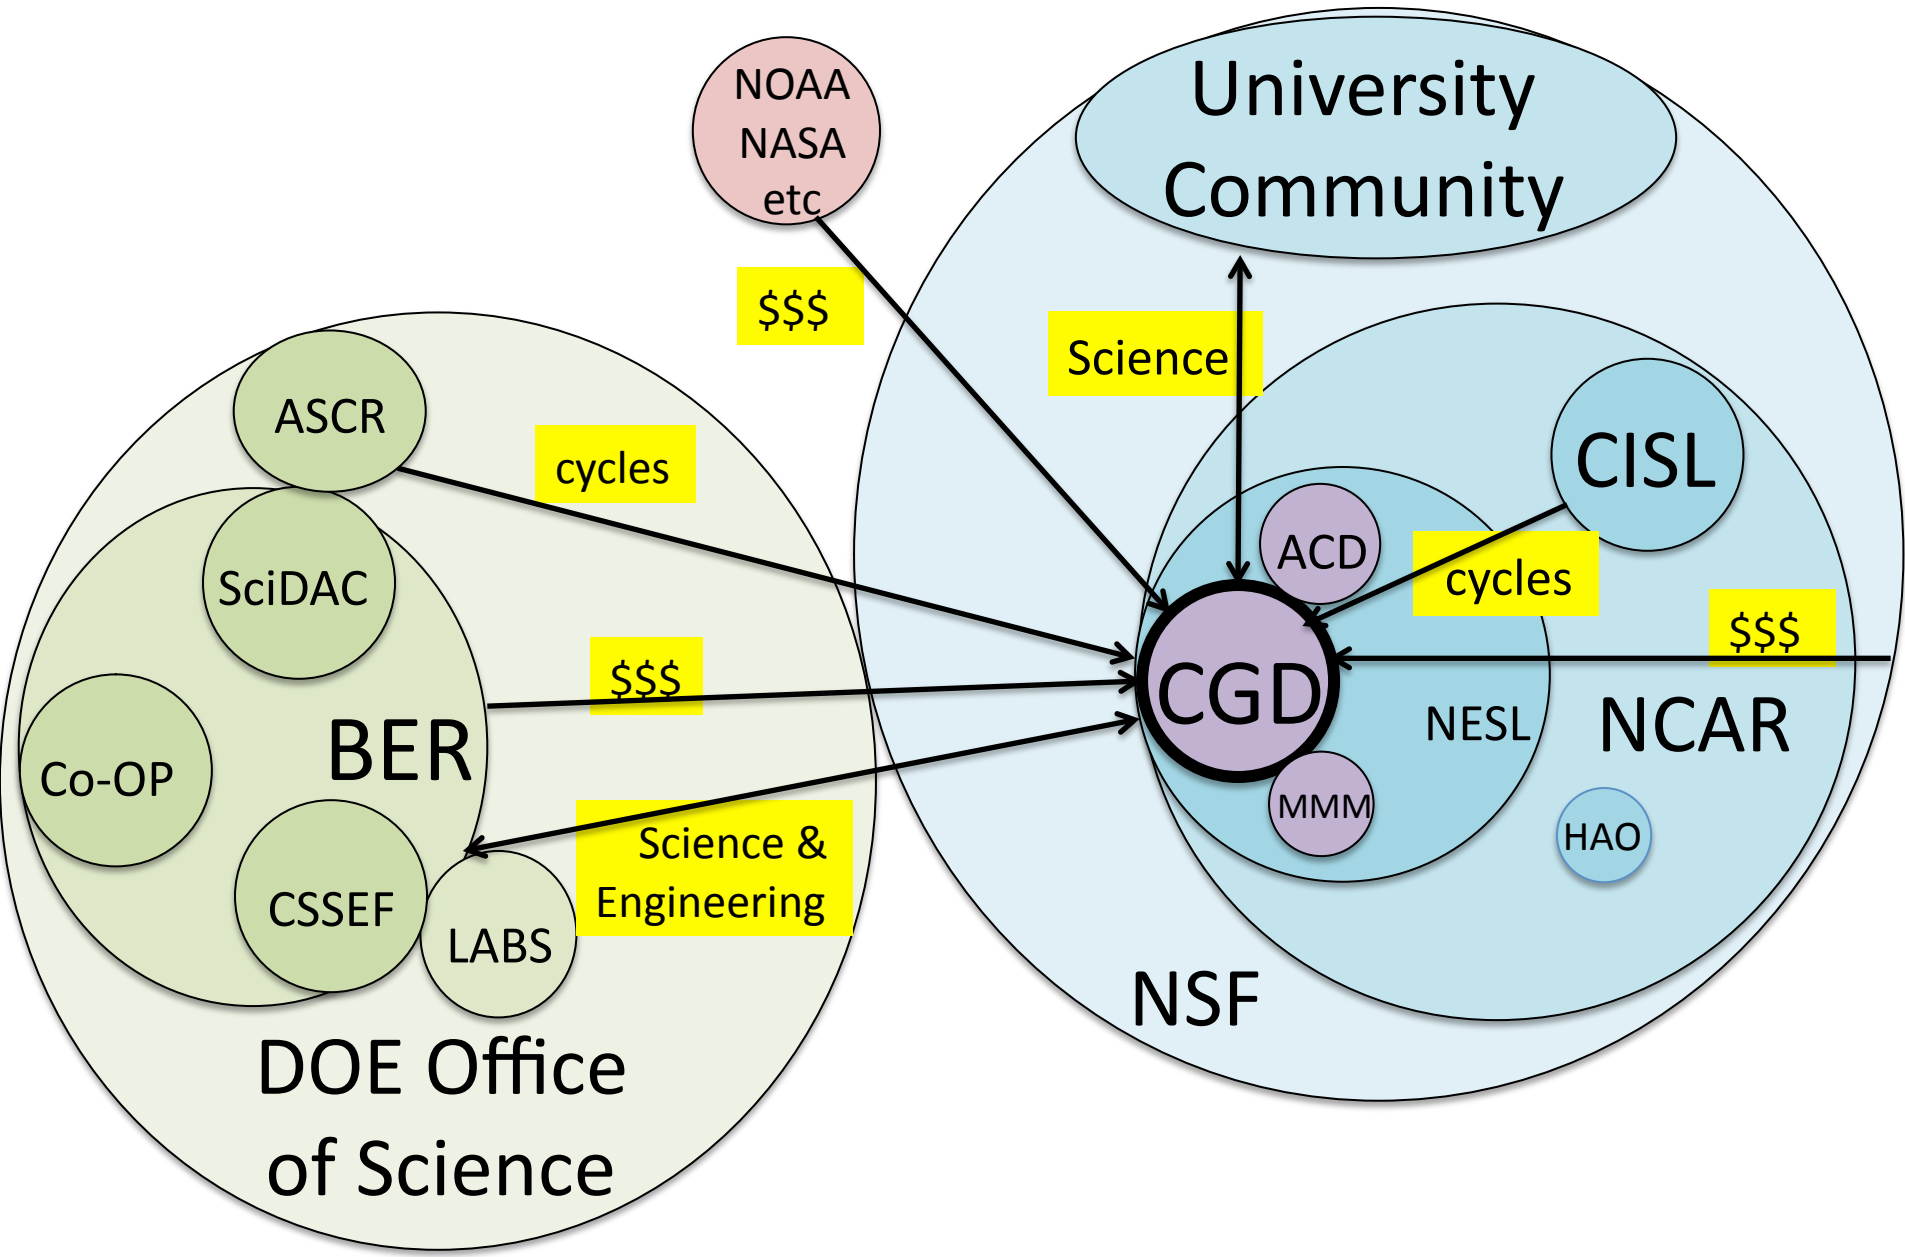 NOAA
NASA
etc
University
Community
$$$
Science
ASCR
cycles
CISL
SciDAC
ACD
cycles
$$$
$$$
CGD
NESL
NCAR
BER
Co-OP
MMM
HAO
Science &
Engineering
CSSEF
LABS
NSF
DOE Office
of Science